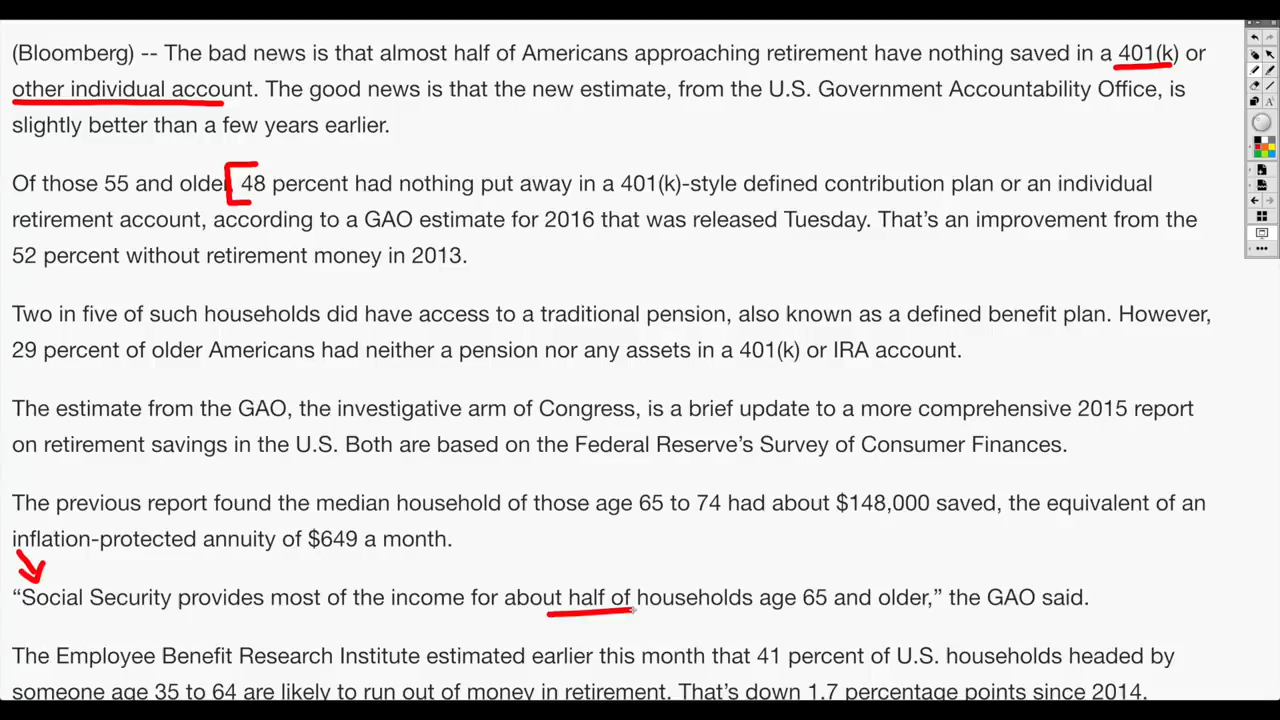 (Bloomberg) -- The bad news is that almost half of Americans approaching retirement have nothing saved in a 401(k) or
other individual account. The good news is that the new estimate, from the U.S. Government Accountability Office, is
slightly better than a few years earlier.
Of those 55 and older, 48 percent had nothing put away in a 401(k)-style defined contribution plan or an individual
retirement account, according to a GAO estimate for 2016 that was released Tuesday. That’s an improvement from the
52 percent without retirement money in 2013.
Two in five of such households did have access to a traditional pension, also known as a defined benefit plan. However,
29 percent of older Americans had neither a pension nor any assets in a 401(k) or IRA account.
The estimate from the GAO, the investigative arm of Congress, is a brief update to a more comprehensive 2015 report
on retirement savings in the U.S. Both are based on the Federal Reserve’s Survey of Consumer Finances.
The previous report found the median household of those age 65 to 74 had about $148,000 saved, the equivalent of an
inflation-protected annuity of $649 a month.
“Social Security provides most of the income for about half of households age 65 and older,” the GAO said.
The Employee Benefit Research Institute estimated earlier this month that 41 percent of U.S. households headed by
someone age 35 to 64 are likely to run out of money in retirement. That’s down 1.7 percentage points since 2014.